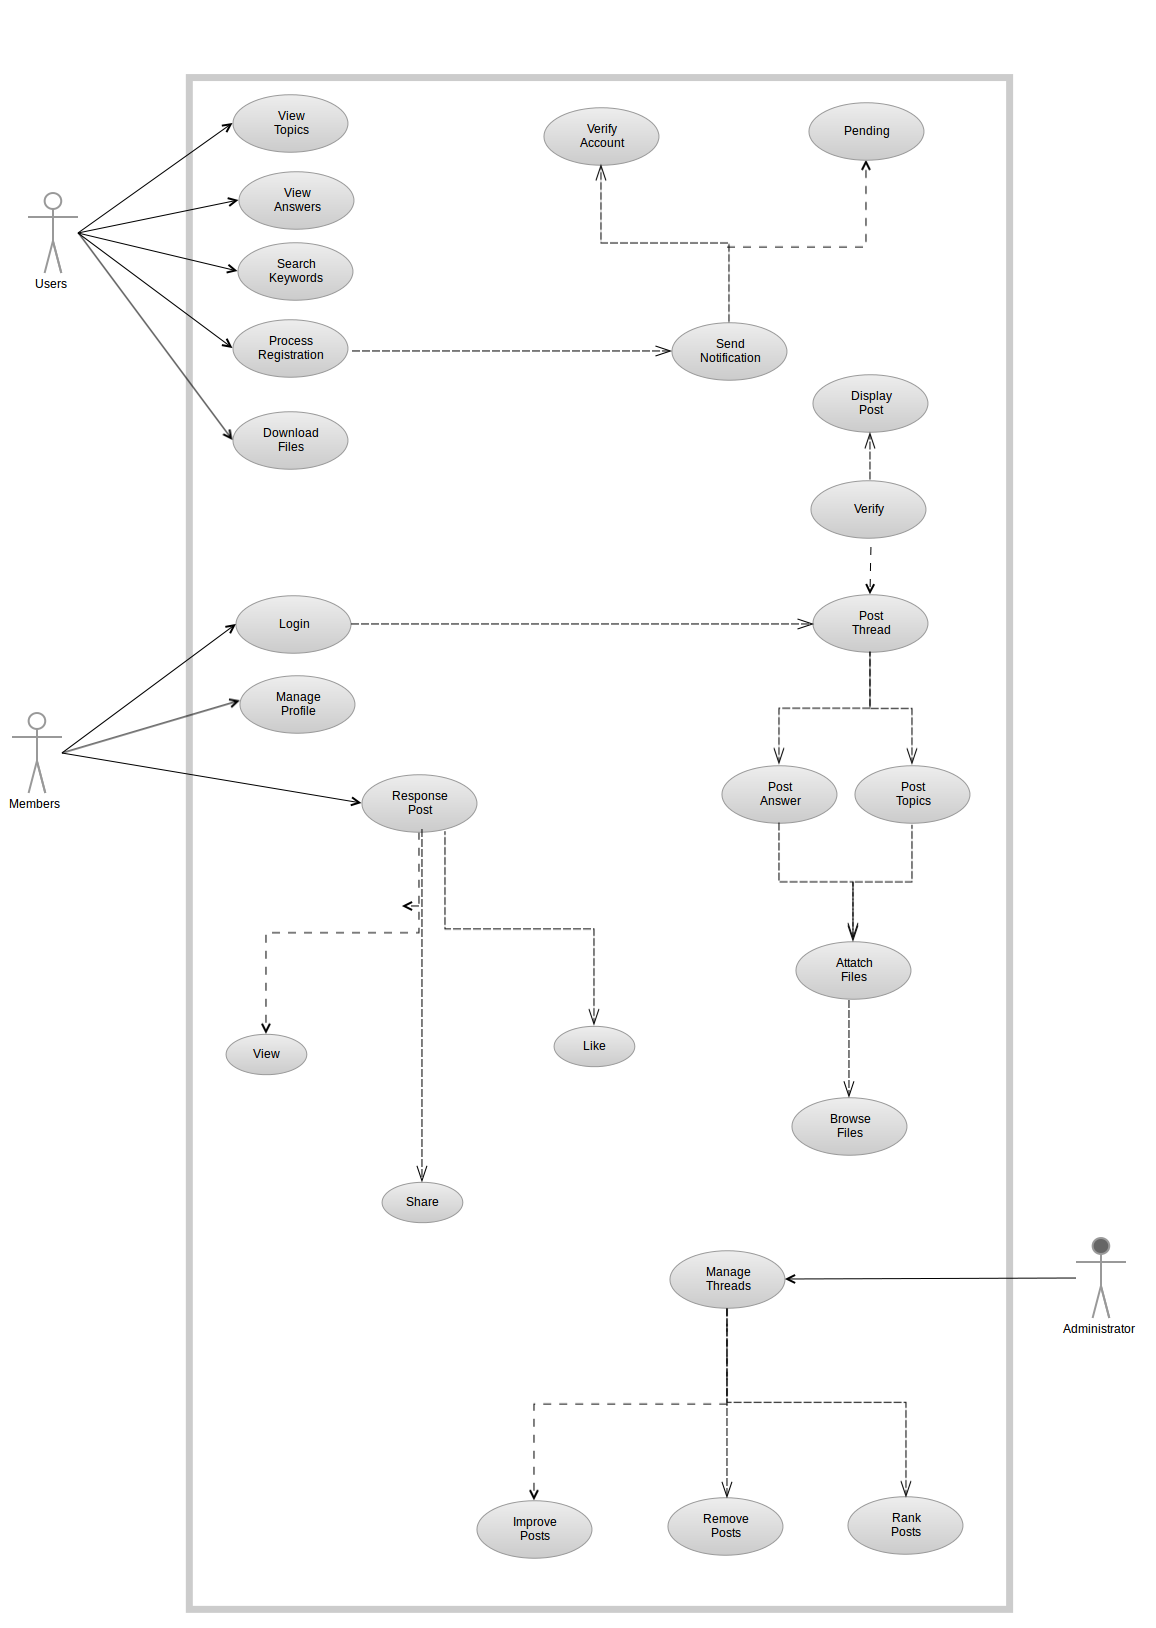 View
Topics
Verify
Account
Pending
View
Answers
Search
Keywords
Users
Process
Registration
Send
Notification
Display
Post
Download
Files
Verify
Login
Post
Thread
Manage
Profile
Members
Response
Post
Post
Answer
Post
Topics
Attatch
Files
View
Like
Browse
Files
Share
Manage
Threads
Administrator
Improve
Posts
Remove
Posts
Rank
Posts